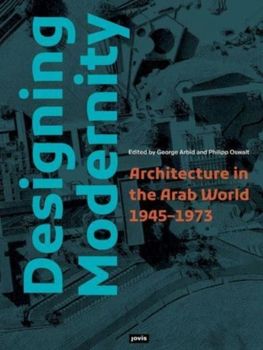 Designing
Modernity
Edited by George Arbid and Philipp Oswalt
Architecture in
the Arab World
1945–1973
jovis